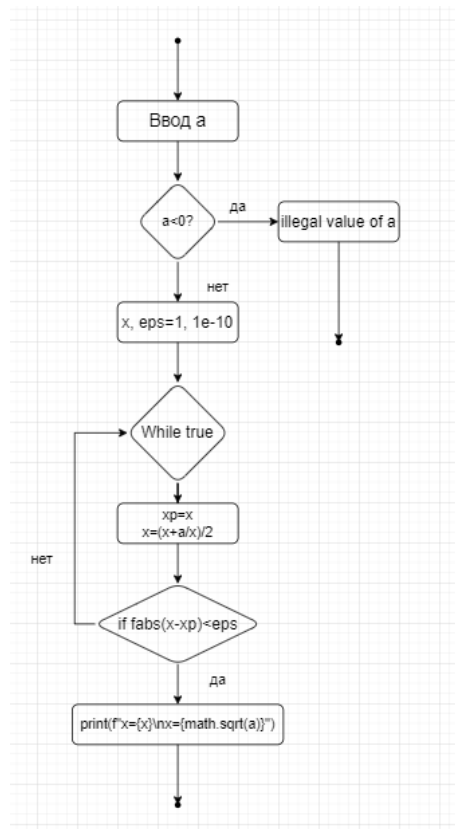 Ввод a
a<0?
да
illegal value of a
нет
x, eps=1, 1e-10
While true
xp=x
x=(x+a/x)/2
нет
if fabs(x-xp)<eps
да
print(f"x={x}\nx={math.sqrt(a)}")